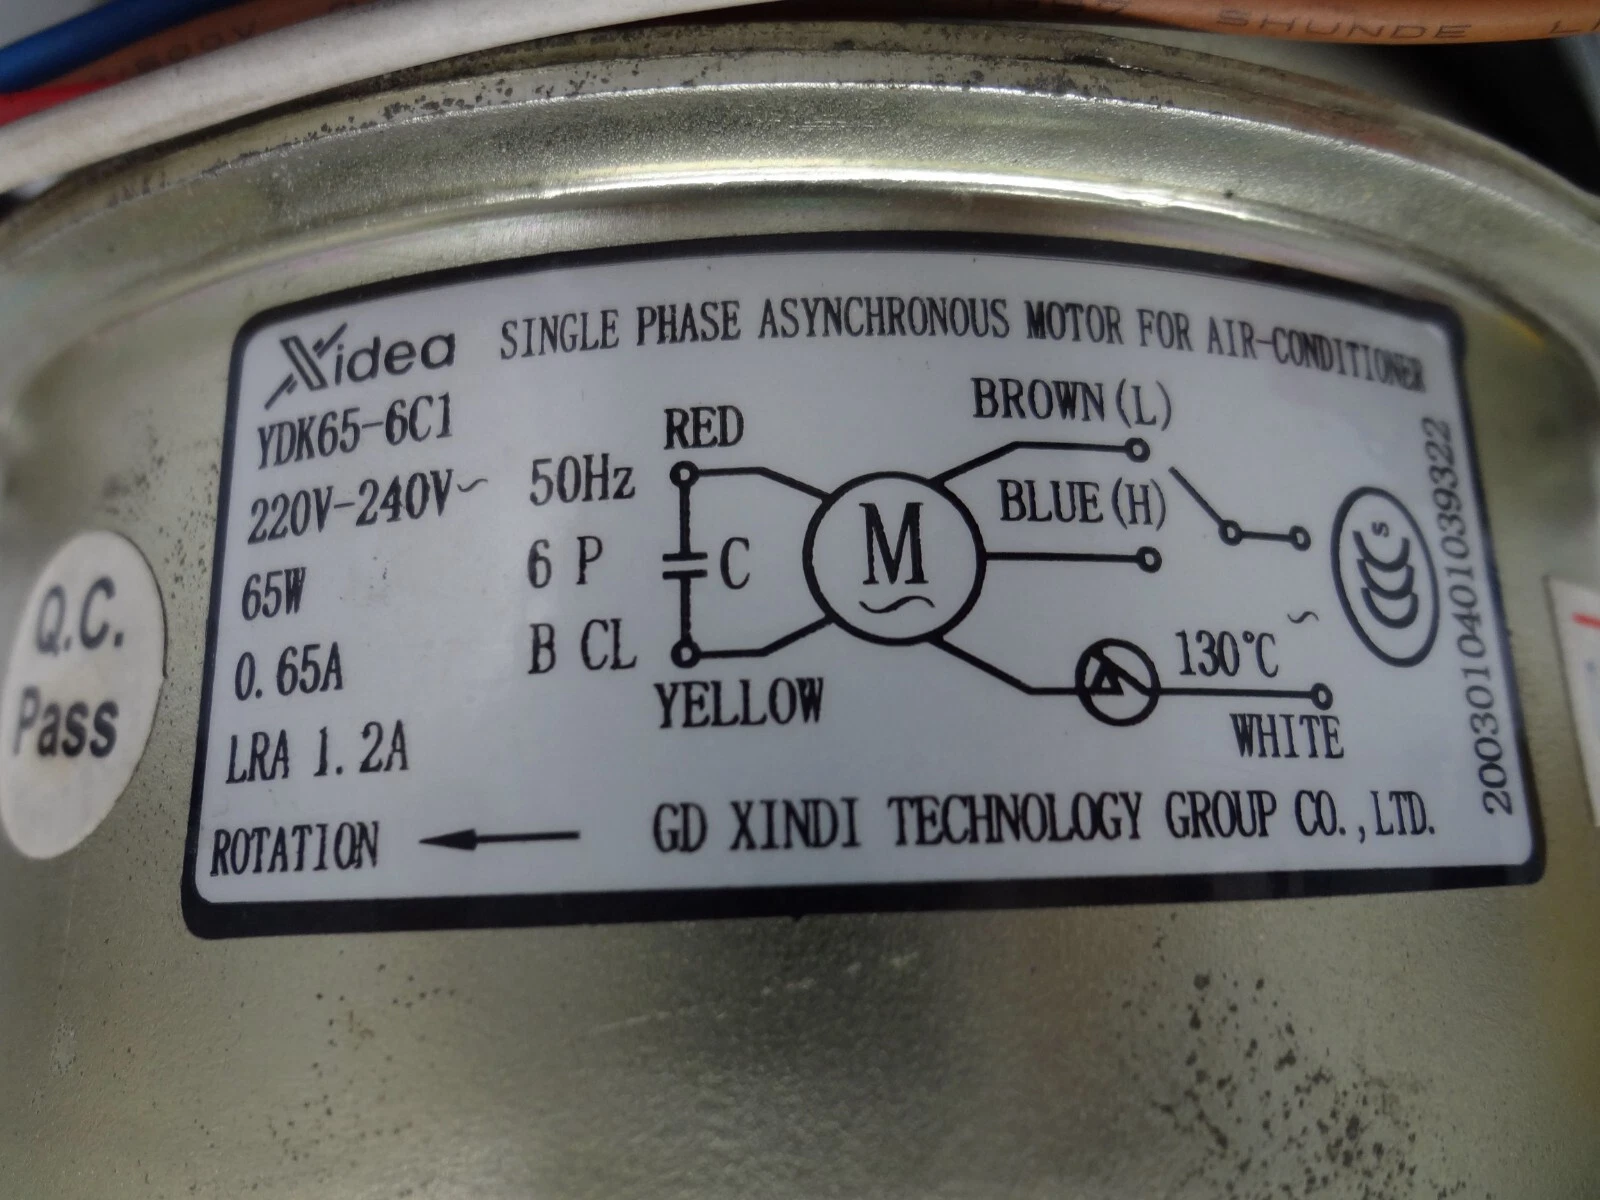 SHUNDE
Xidea SINGLE PHASE ASYNCHRONOUS MOTOR FOR AIR-CONDITIONER
YDK65-6C1
220V-240V~ 50Hz
65W 6 P
0.65A B CL
LRA 1.2A
ROTATION
RED
C
YELLOW
M
~
BROWN (L)
BLUE (H)
~
130℃
WHITE
S
2003010401039322
GD XINDI TECHNOLOGY GROUP CO.,LTD.
Q.C.
Pass